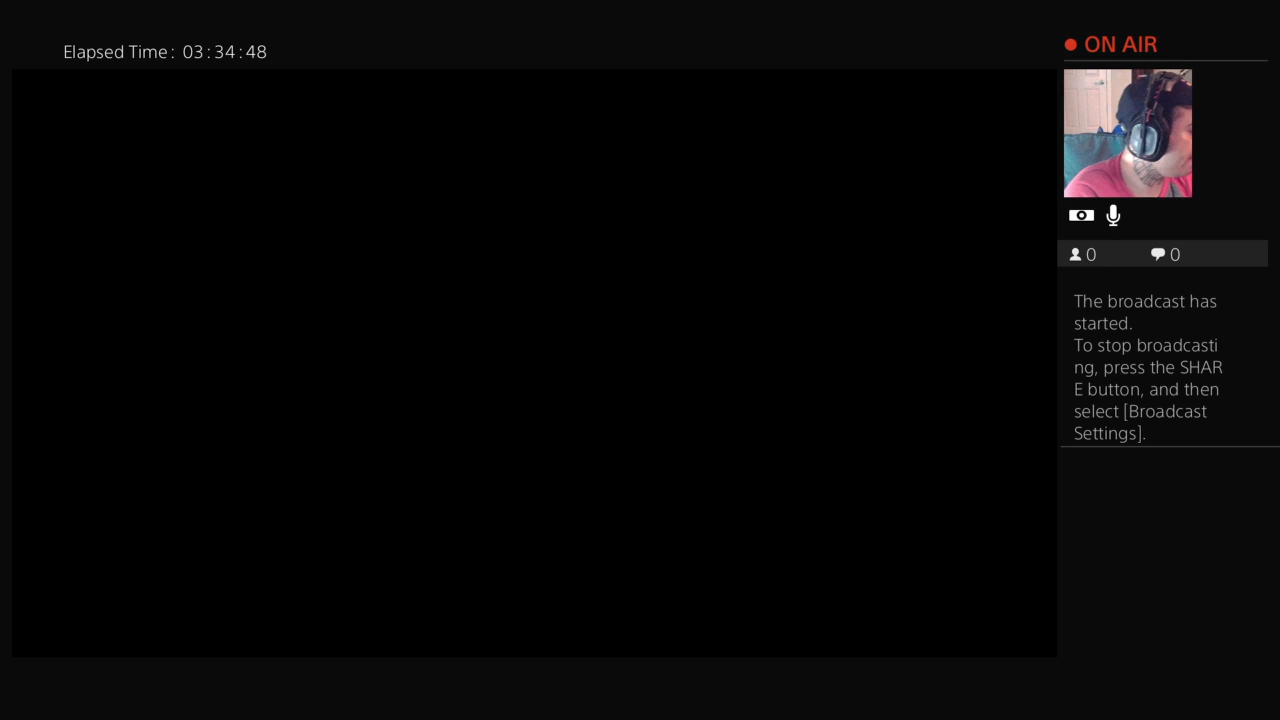 Elapsed Time: 03:34:48
ON AIR
0 0
The broadcast has
started.
To stop broadcasti
ng, press the SHAR
E button, and then
select [Broadcast
Settings].